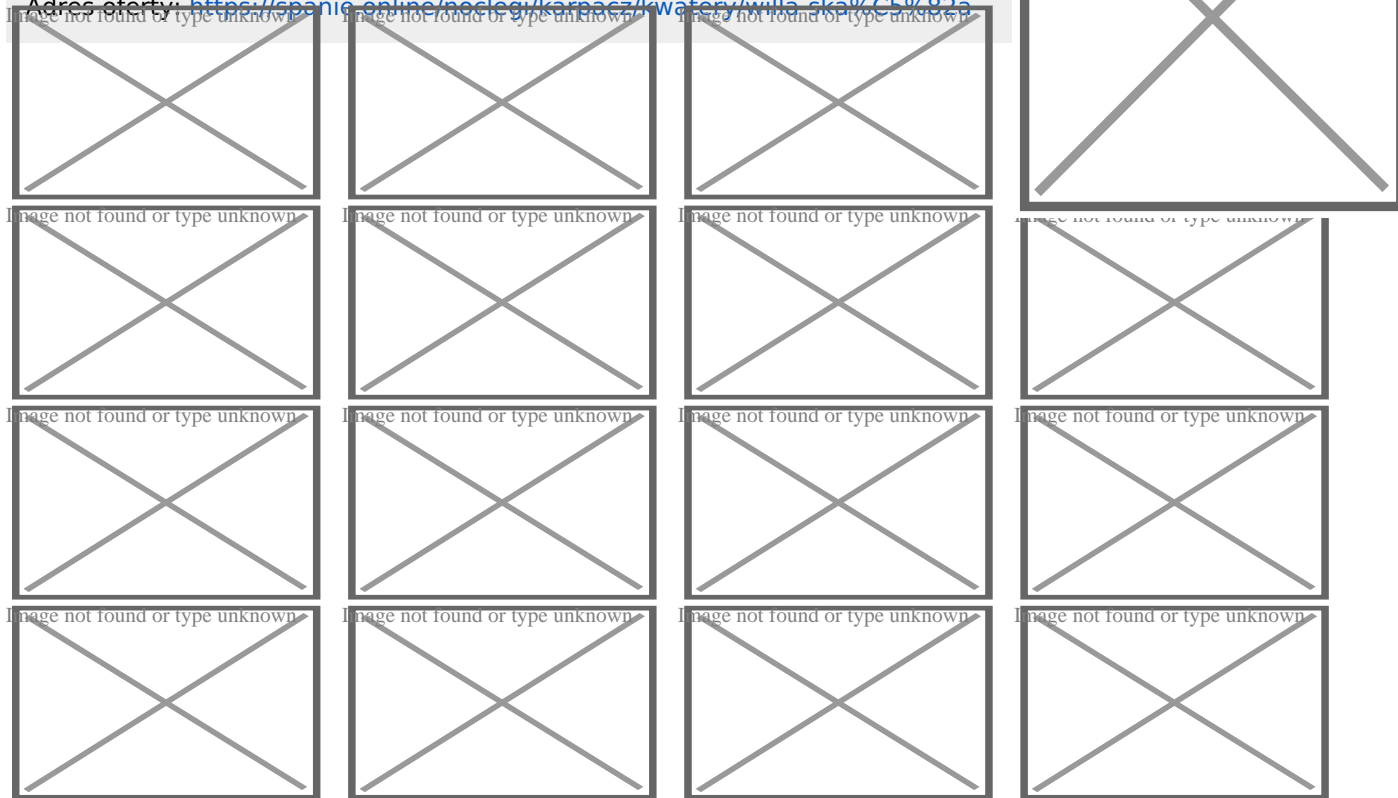 Adres oferty: https://spanie.online/noclegi/karpacz/kwatery/willa-ska%C5%82a
Image not found or type unknown Image not found or type unknown Image not found or type unknown
Image not found or type unknown Image not found or type unknown Image not found or type unknown Image not found or type unknown
Image not found or type unknown Image not found or type unknown Image not found or type unknown Image not found or type unknown
Image not found or type unknown Image not found or type unknown Image not found or type unknown Image not found or type unknown